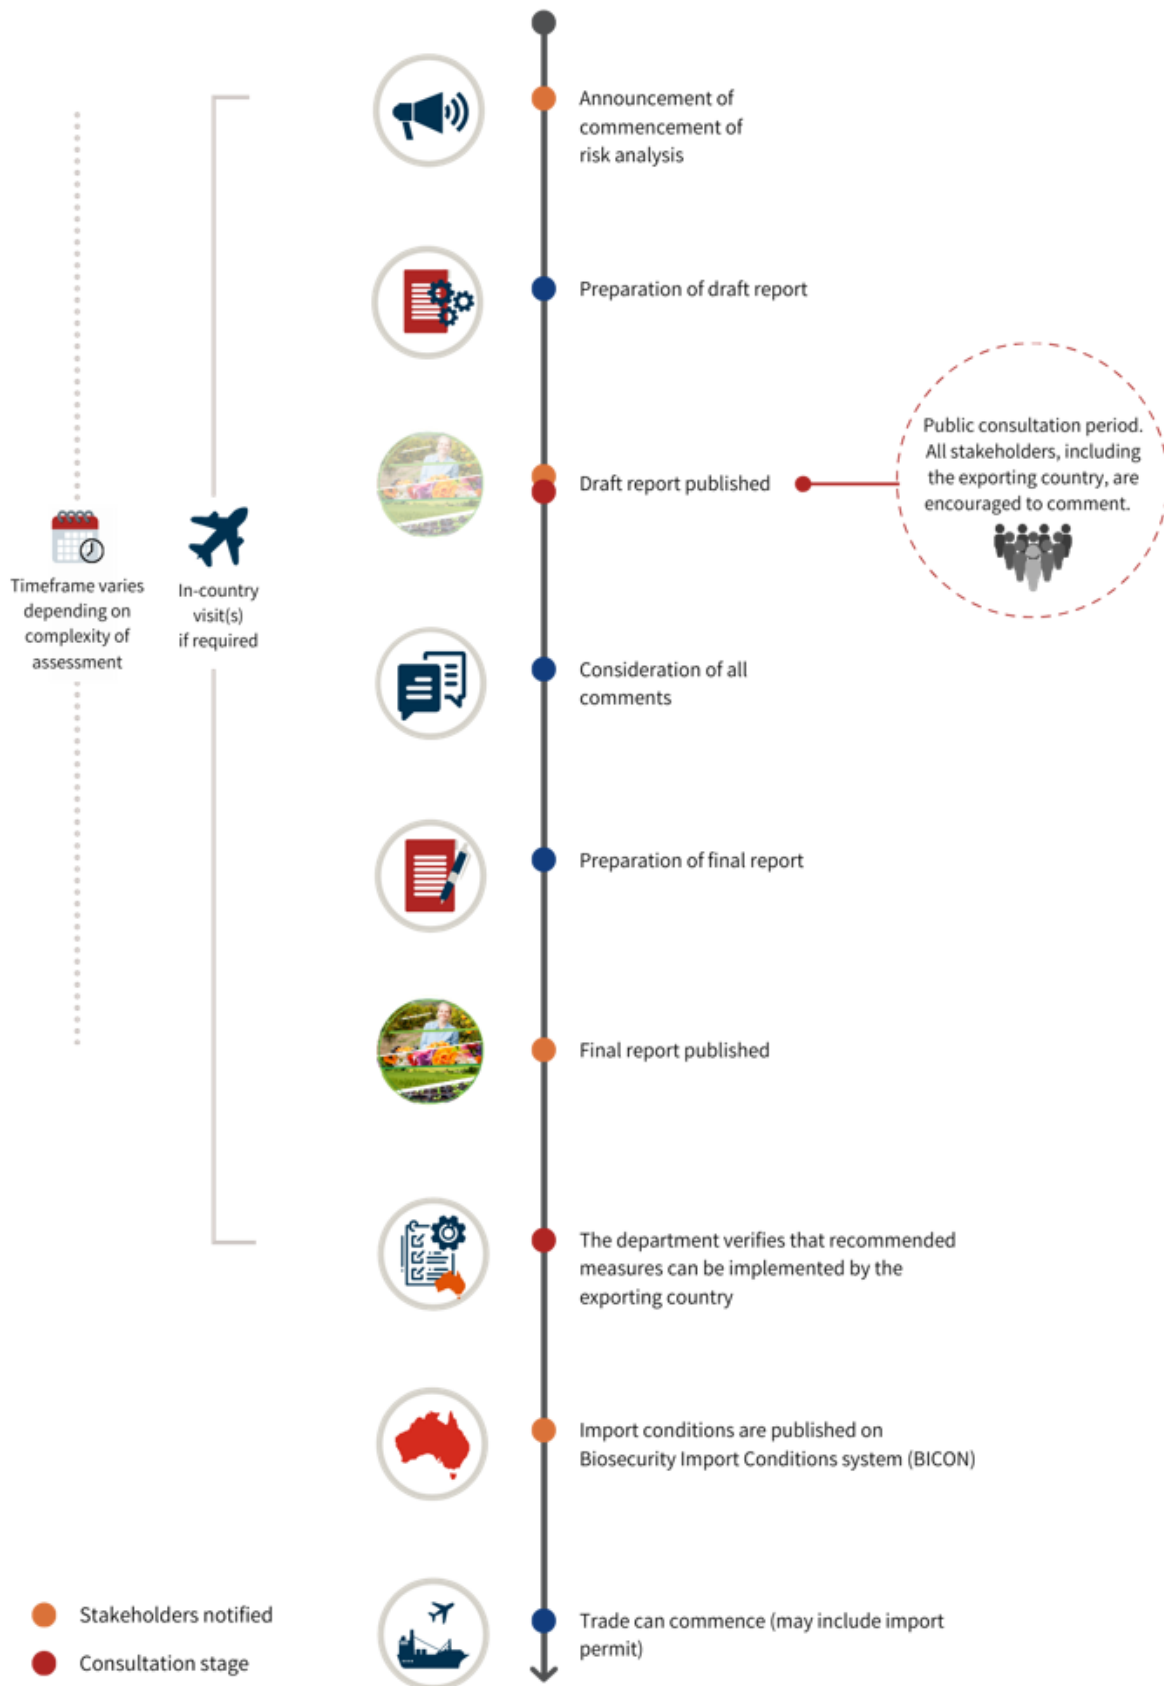 Announcement of
commencement of
risk analysis
Preparation of draft report
Draft report published
Public consultation period.
All stakeholders, including
the exporting country, are
encouraged to comment.
Timeframe varies
depending on
complexity of
assessment
In-country
visit(s)
if required
Consideration of all
comments
Preparation of final report
Final report published
The department verifies that recommended
measures can be implemented by the
exporting country
Import conditions are published on
Biosecurity Import Conditions system (BICON)
Trade can commence (may include import
permit)
Stakeholders notified
Consultation stage